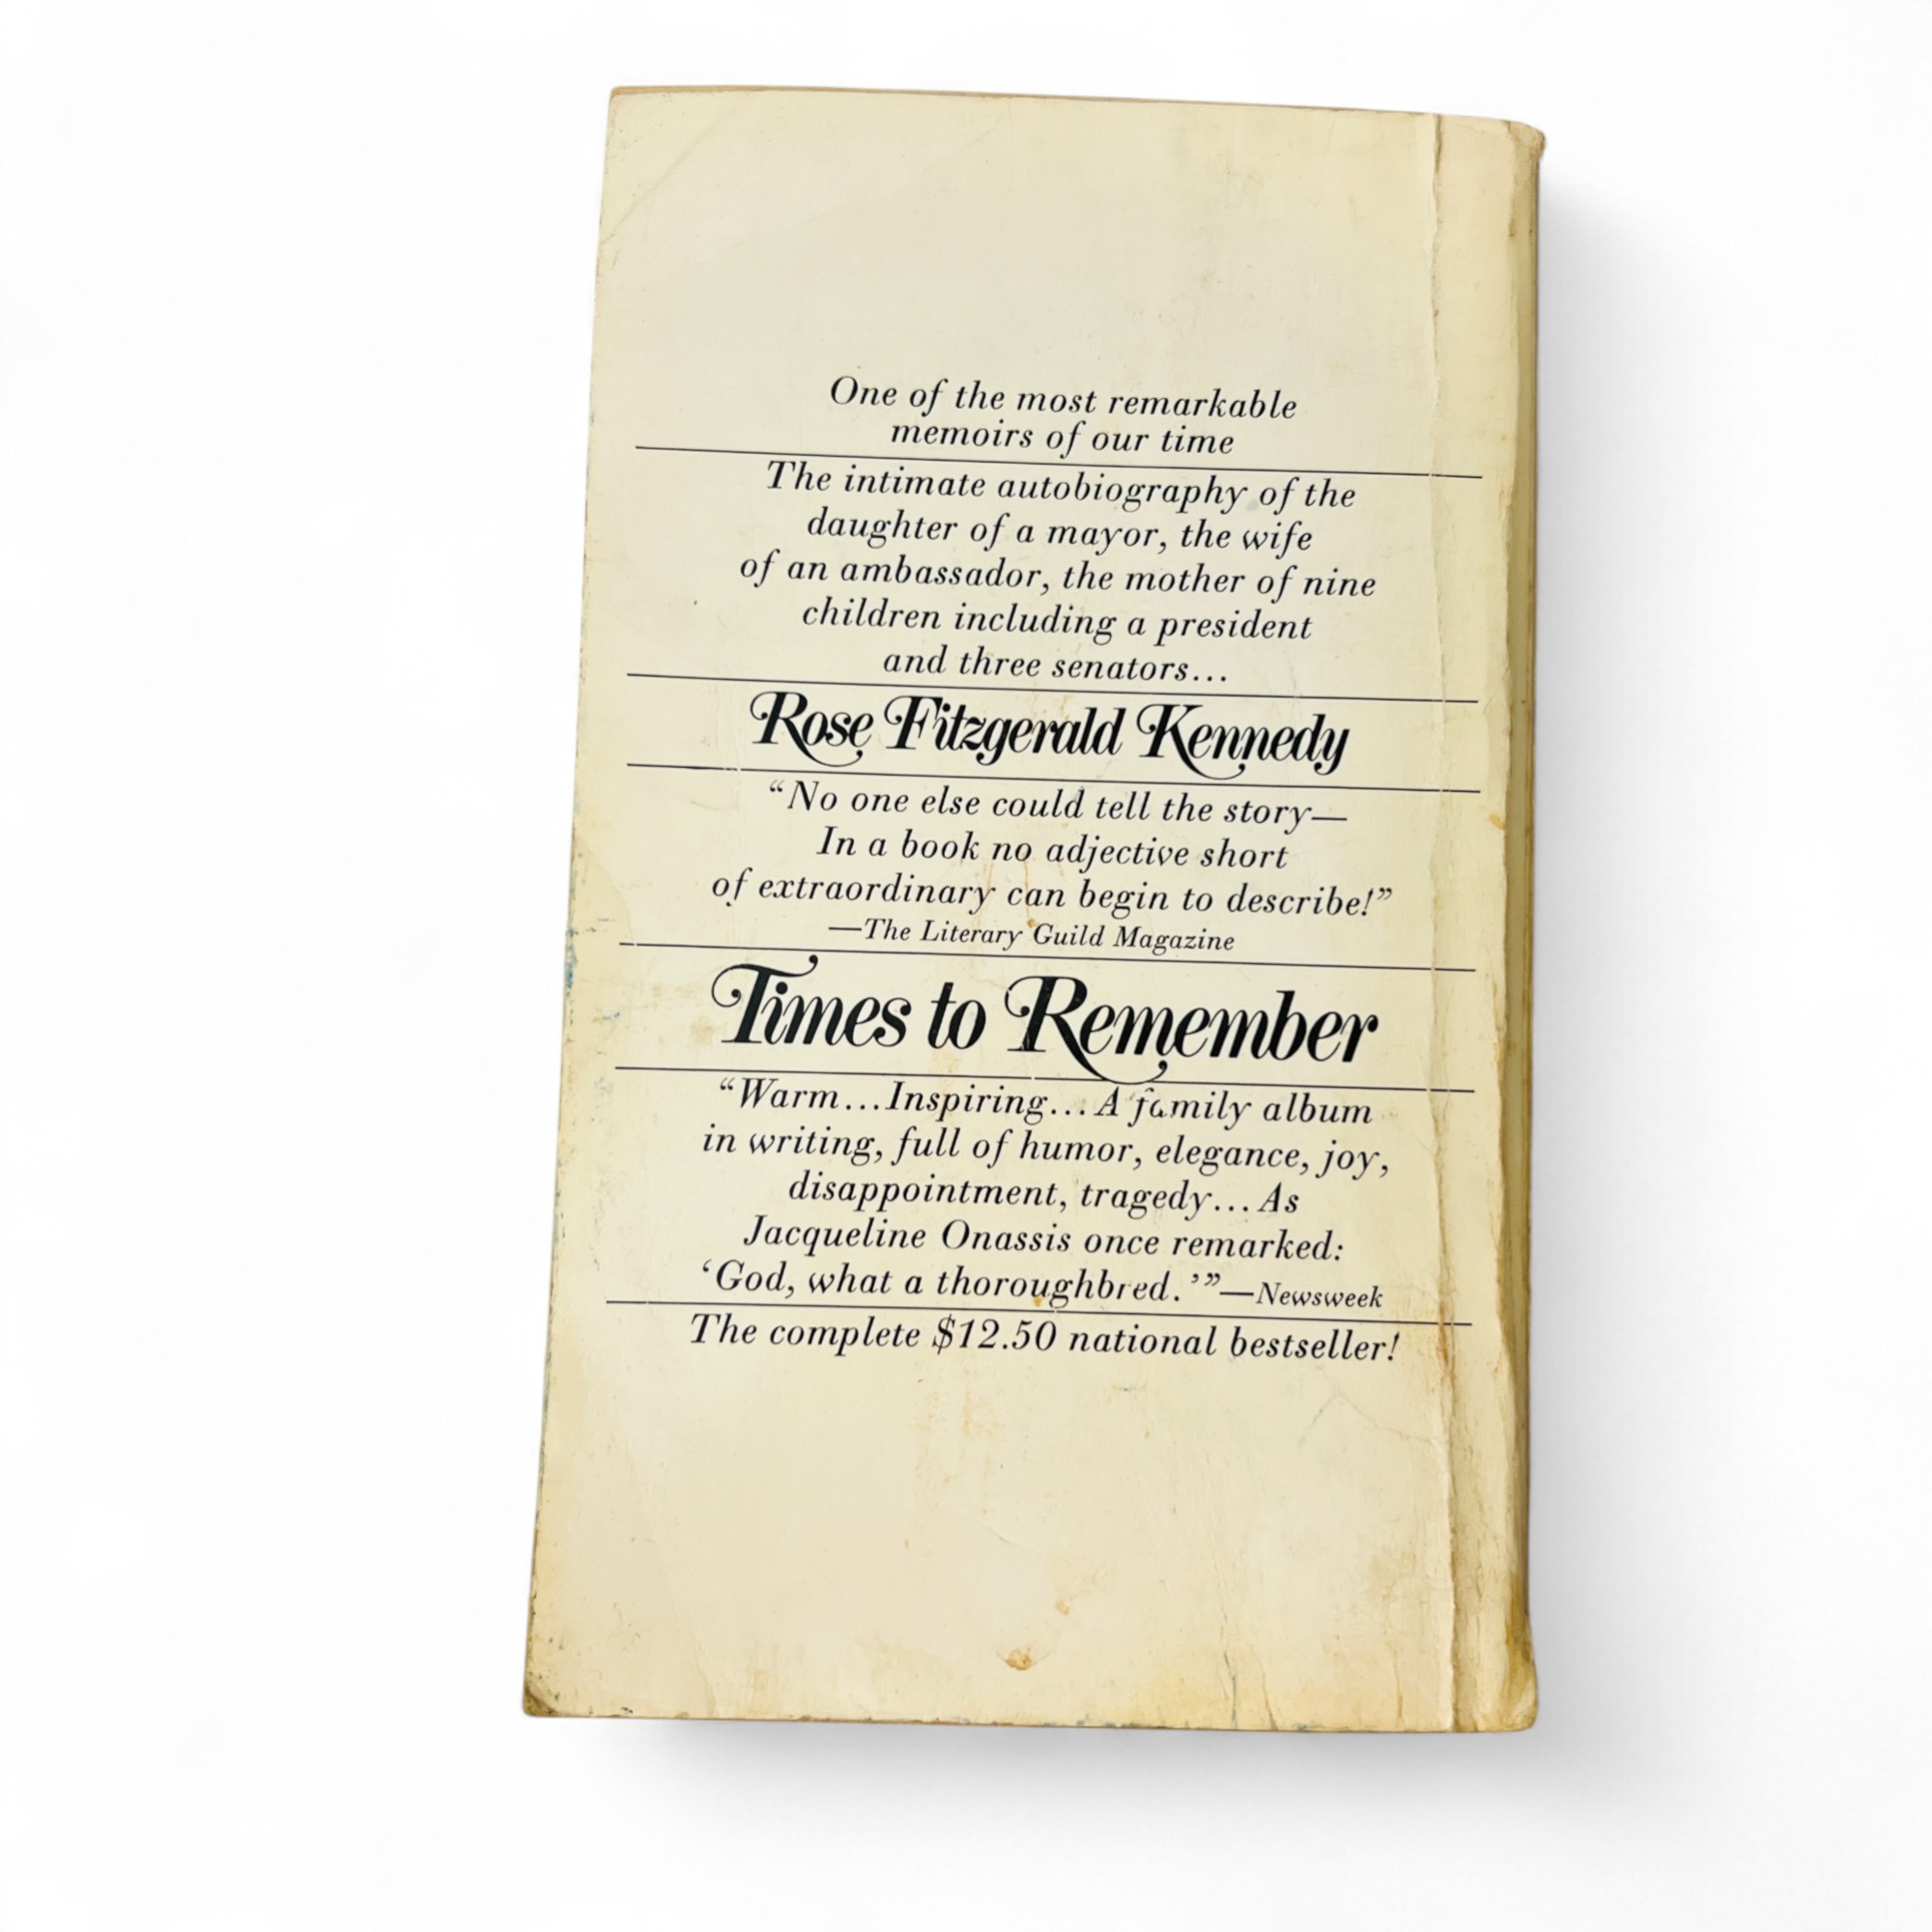 One of the most remarkable
memoirs of our time
The intimate autobiography of the
daughter of a mayor, the wife
of an ambassador, the mother of nine
children including a president
and three senators...
Rose Fitzgerald Kennedy
“No one else could tell the story—
In a book no adjective short
of extraordinary can begin to describe!”
—The Literary Guild Magazine
Times to Remember
“Warm...Inspiring...A family album
in writing, full of humor, elegance, joy,
disappointment, tragedy...As
Jacqueline Onassis once remarked:
‘God, what a thoroughbred.’”—Newsweek
The complete $12.50 national bestseller!